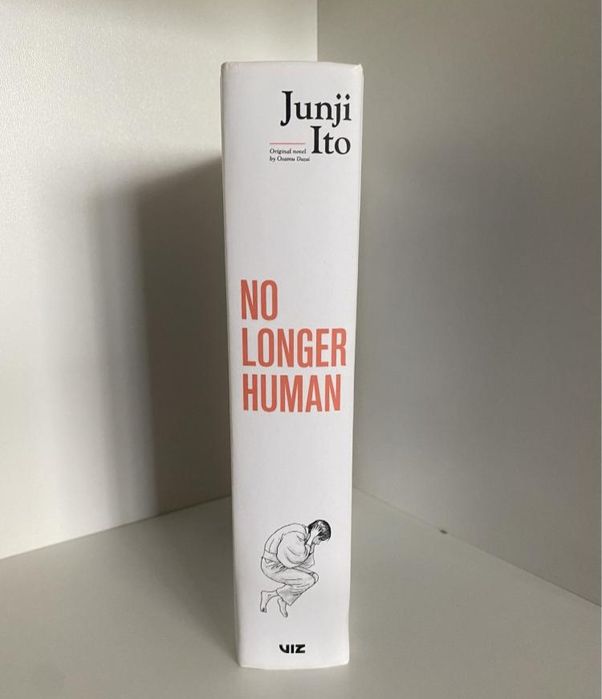 Junji
Ito
Original novel
by Osamu Dazai
NO
LONGER
HUMAN
VIZ